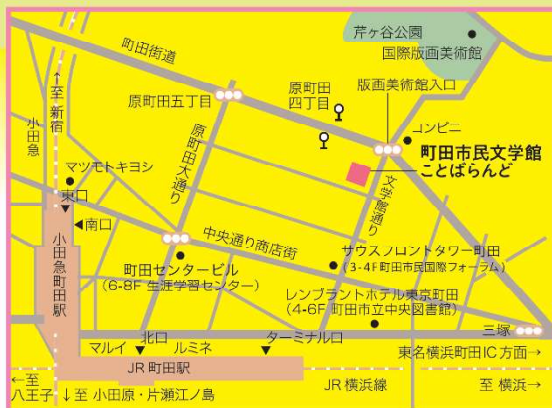 芹ヶ谷公園
国際版画美術館
町田街道
←至新宿
小田急
原町田五丁目
原町田
四丁目
版画美術館入口
コンビニ
町田市民文学館
ことばらんど
マツモトキヨシ
東口
南口
原町田大通り
文学館通り
中央通り商店街
小田急町田駅
町田センタービル
(6-8F 生涯学習センター)
サウスフロントタワー町田
(3-4F町田市民国際フォーラム)
レンブラントホテル東京町田
(4-6F 町田市立中央図書館)
三塚
北口
マルイ
ルミネ
ターミナル口
東名横浜町田IC方面→
JR町田駅
←至
八王子
↓至 小田原・片瀬江ノ島
JR横浜線
至 横浜→